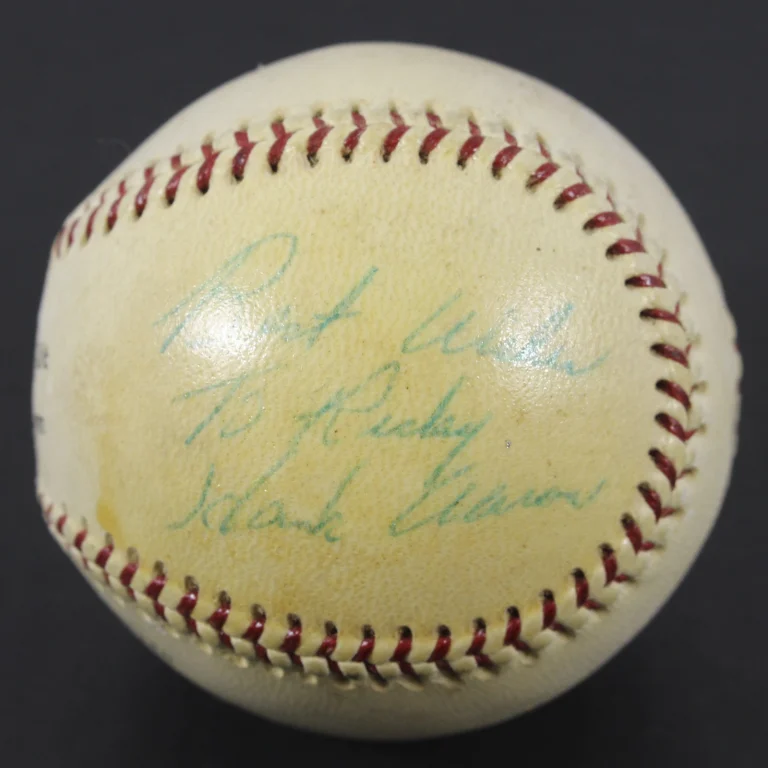 Best Wishes
To Ricky
Hank Aaron